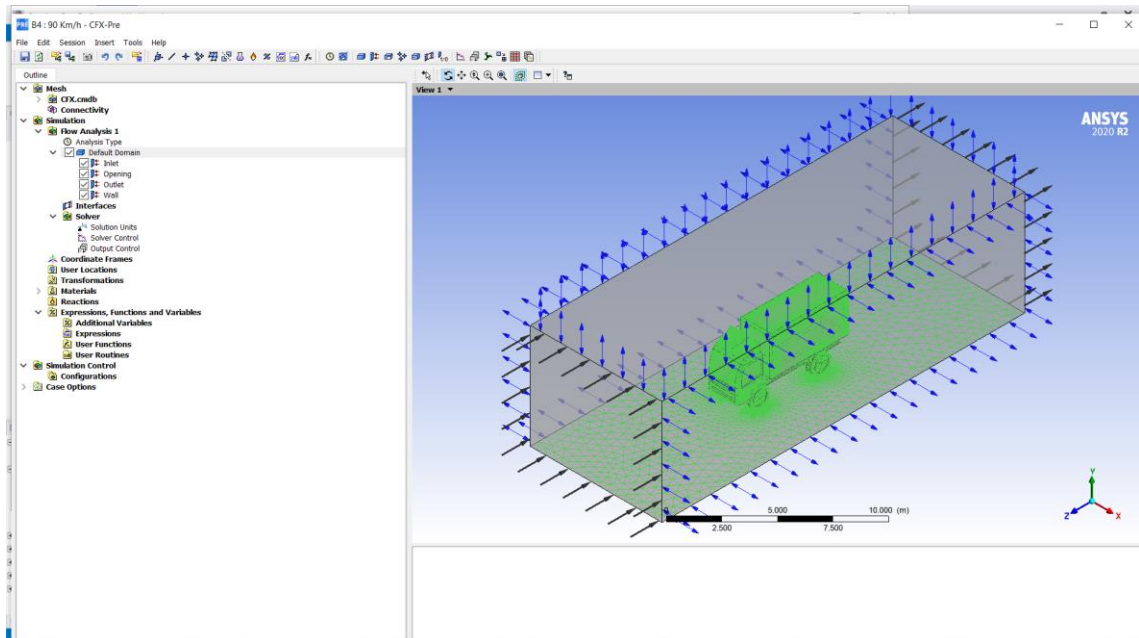 B4 : 90 Km/h - CFX-Pre
File Edit Session Insert Tools Help
Outline
Mesh
CFX.cmdb
Connectivity
Simulation
Flow Analysis 1
Analysis Type
Default Domain
Inlet
Opening
Outlet
Wall
Interfaces
Solver
Solution Units
Solver Control
Output Control
Coordinate Frames
User Locations
Transformations
Materials
Reactions
Expressions, Functions and Variables
Additional Variables
Expressions
User Functions
User Routines
Simulation Control
Configurations
Case Options
View 1
ANSYS
2020 R2
0 5.000 10.000 (m)
2.500 7.500
Y
Z X